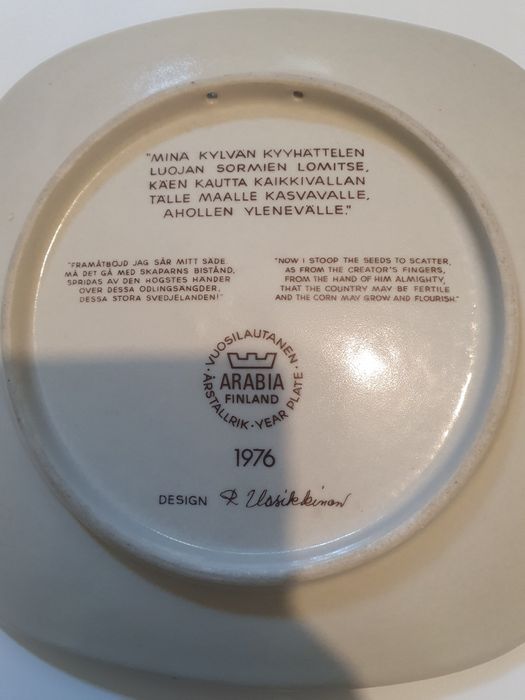 "MINÄ KYLVÄN KYYHÄTTELEN
LUOJAN SORMIEN LOMITSE,
KÄEN KAUTTA KAIKKIVALLAN
TÄLLE MAALLE KASVAVALLE,
AHOLLEN YLENEVÄLLE."
"FRAMÅTBÖJD JAG SÅR MITT SÄDE.
MÅ DET GÅ MED SKAPARNS BISTÅND,
SPRIDAS AV DEN HÖGSTES HÄNDER
ÖVER DESSA ODLINGSÄNGDER,
DESSA STORA SVEDJELANDEN!"
"NOW I STOOP THE SEEDS TO SCATTER,
AS FROM THE CREATOR'S FINGERS,
FROM THE HAND OF HIM ALMIGHTY,
THAT THE COUNTRY MAY BE FERTILE
AND THE CORN MAY GROW AND FLOURISH."
· VUOSILAUTANEN ·
ARABIA
FINLAND
ÅRSTALLRIK · YEAR PLATE
1976
DESIGN R Uosikkinen